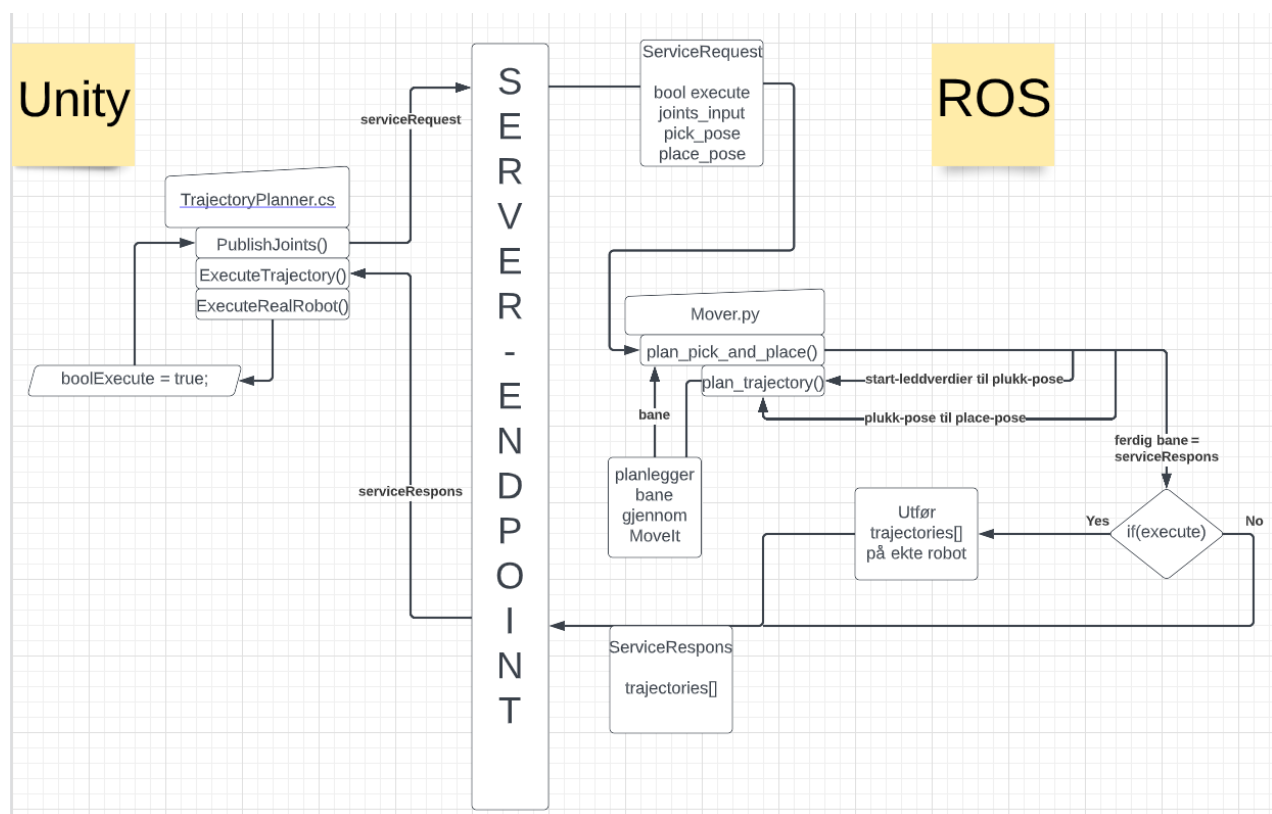 Unity
serviceRequest
TrajectoryPlanner.cs
PublishJoints()
ExecuteTrajectory()
ExecuteRealRobot()
boolExecute = true;
serviceRespons
SERVER-ENDPOINT
ServiceRequest
bool execute
joints_input
pick_pose
place_pose
ROS
Mover.py
plan_pick_and_place()
plan_trajectory()
start-leddverdier til plukk-pose
plukk-pose til place-pose
bane
planlegger
bane
gjennom
MoveIt
ferdig bane =
serviceRespons
if(execute)
Yes
No
Utfør
trajectories[]
på ekte robot
ServiceRespons
trajectories[]